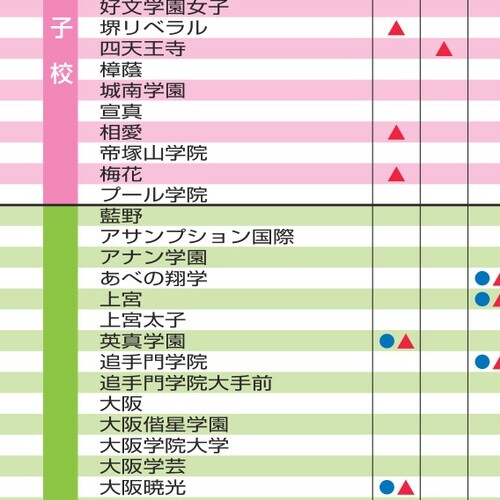 好文学園女子
子校
堺リベラル ▲
四天王寺 ▲
樟蔭
城南学園
宣真
相愛 ▲
帝塚山学院
梅花 ▲
プール学院
藍野
アサンプション国際
アナン学園
あべの翔学 ●▲
上宮 ●▲
上宮太子
英真学園 ●▲
追手門学院 ●▲
追手門学院大手前
大阪
大阪偕星学園
大阪学院大学
大阪学芸
大阪暁光 ●▲